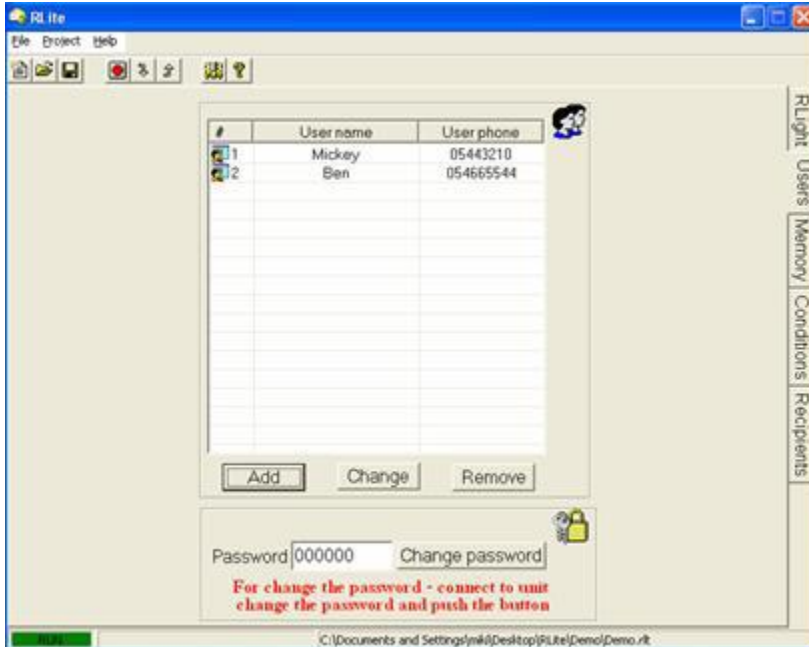 RLite
File Project Help
# User name User phone
1 Mickey 05443210
2 Ben 054665544
Add Change Remove
Password 000000 Change password
For change the password - connect to unit
change the password and push the button
RLight
Users
Memory
Conditions
Recipients
RUN C:\Documents and Settings\miki\Desktop\RLite\Demo\Demo.rlt